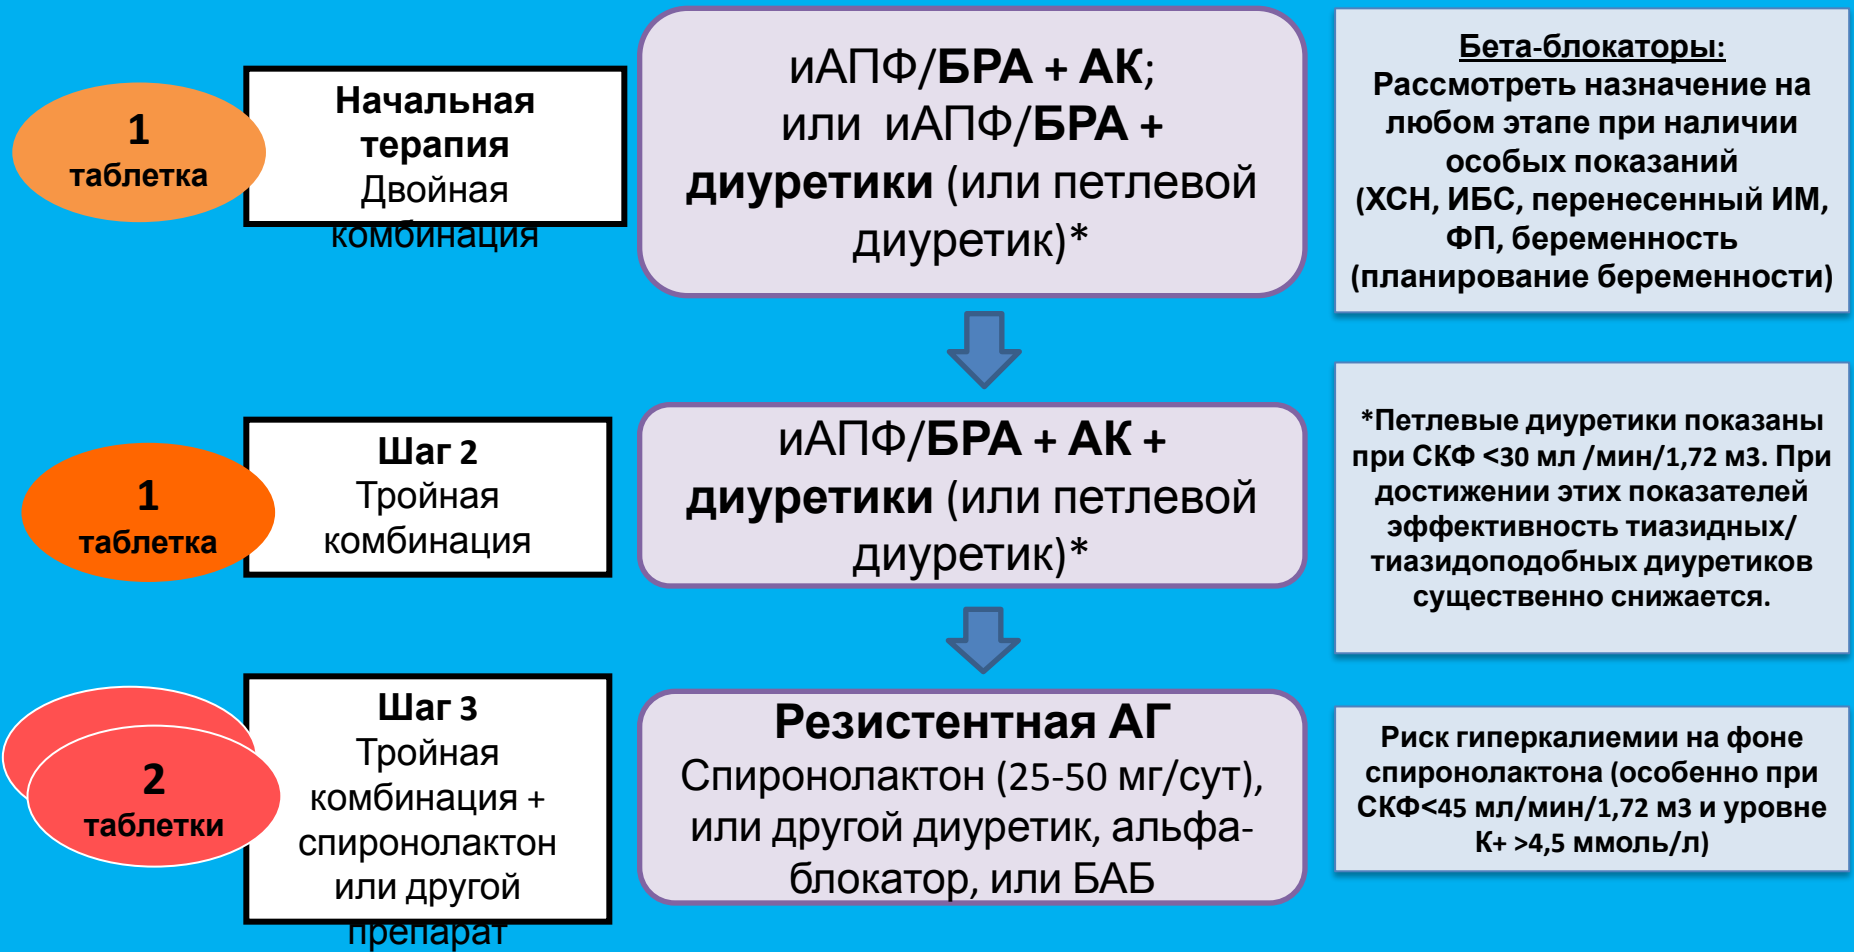 1
таблетка
Начальная
терапия
Двойная
комбинация
иАПФ/БРА + АК;
или  иАПФ/БРА +
диуретики (или петлевой
диуретик)*
Бета-блокаторы:
Рассмотреть назначение на
любом этапе при наличии
особых показаний
(ХСН, ИБС, перенесенный ИМ,
ФП, беременность
(планирование беременности)
1
таблетка
Шаг 2
Тройная
комбинация
иАПФ/БРА + АК +
диуретики (или петлевой
диуретик)*
*Петлевые диуретики показаны
при СКФ <30 мл /мин/1,72 м3. При
достижении этих показателей
эффективность тиазидных/
тиазидоподобных диуретиков
существенно снижается.
2
таблетки
Шаг 3
Тройная
комбинация +
спиронолактон
или другой
препарат
Резистентная АГ
Спиронолактон (25-50 мг/сут),
или другой диуретик, альфа-
блокатор, или БАБ
Риск гиперкалиемии на фоне
спиронолактона (особенно при
СКФ<45 мл/мин/1,72 м3 и уровне
К+ >4,5 ммоль/л)